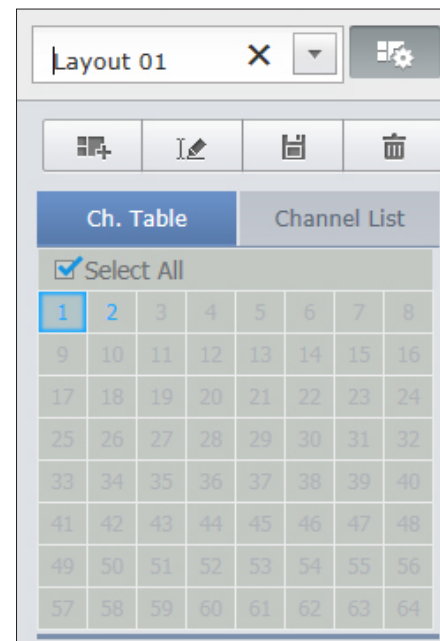 Layout 01
Ch. Table Channel List
Select All
1 2 3 4 5 6 7 8
9 10 11 12 13 14 15 16
17 18 19 20 21 22 23 24
25 26 27 28 29 30 31 32
33 34 35 36 37 38 39 40
41 42 43 44 45 46 47 48
49 50 51 52 53 54 55 56
57 58 59 60 61 62 63 64